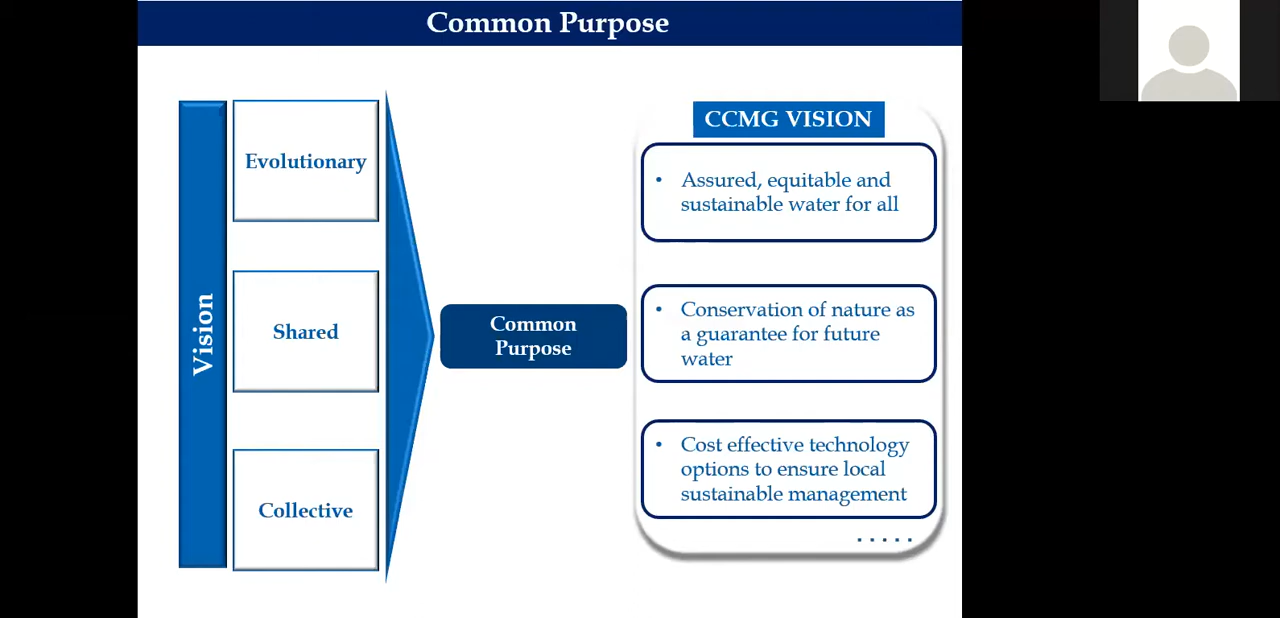 Common Purpose
Vision
Evolutionary
Shared
Collective
Common
Purpose
CCMG VISION
• Assured, equitable and
sustainable water for all
• Conservation of nature as
a guarantee for future
water
• Cost effective technology
options to ensure local
sustainable management
.....